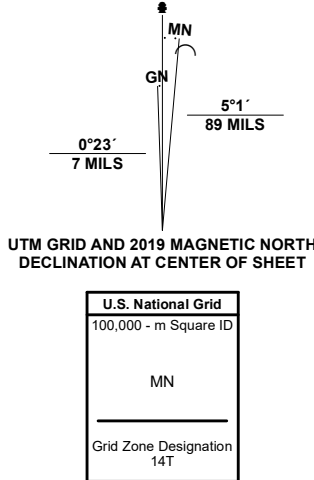 MN
GN
5°1´
89 MILS
0°23´
7 MILS
UTM GRID AND 2019 MAGNETIC NORTH
DECLINATION AT CENTER OF SHEET
U.S. National Grid
100,000 - m Square ID
MN
Grid Zone Designation
14T